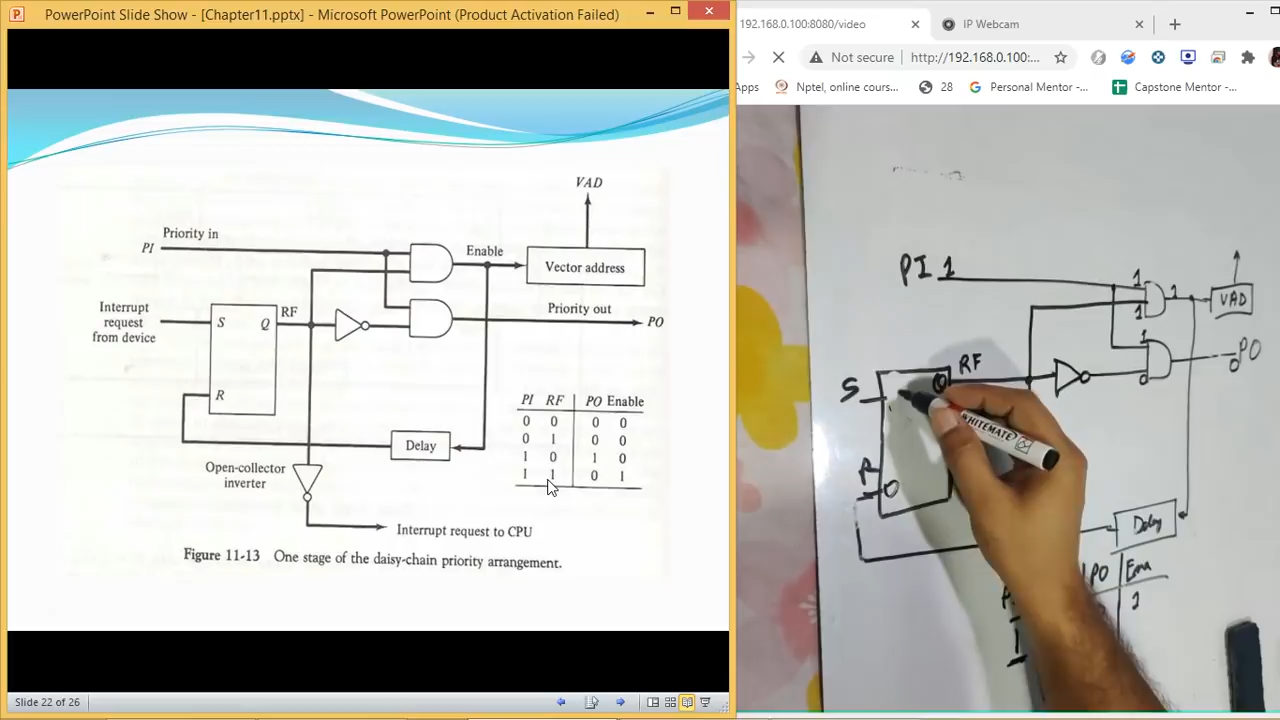 PowerPoint Slide Show - [Chapter11.pptx] - Microsoft PowerPoint (Product Activation Failed)
VAD
Priority in
PI
Enable
Vector address
Interrupt
request
from device
RF
S
Q
Priority out
PO
R
PI RF PO Enable
0 0 0 0
0 1 0 0
1 0 1 0
1 1 0 1
Delay
Open-collector
inverter
Interrupt request to CPU
Figure 11-13 One stage of the daisy-chain priority arrangement.
Slide 22 of 26
192.168.0.100:8080/video
IP Webcam
Not secure
http://192.168.0.100:...
Apps
Nptel, online cours...
28
Personal Mentor -...
Capstone Mentor -...
PI 1
1
1
1
VAD
1
0
PO
0
RF
S
Q
R
0
Delay
PO Ena
1
1
WHITEMATE